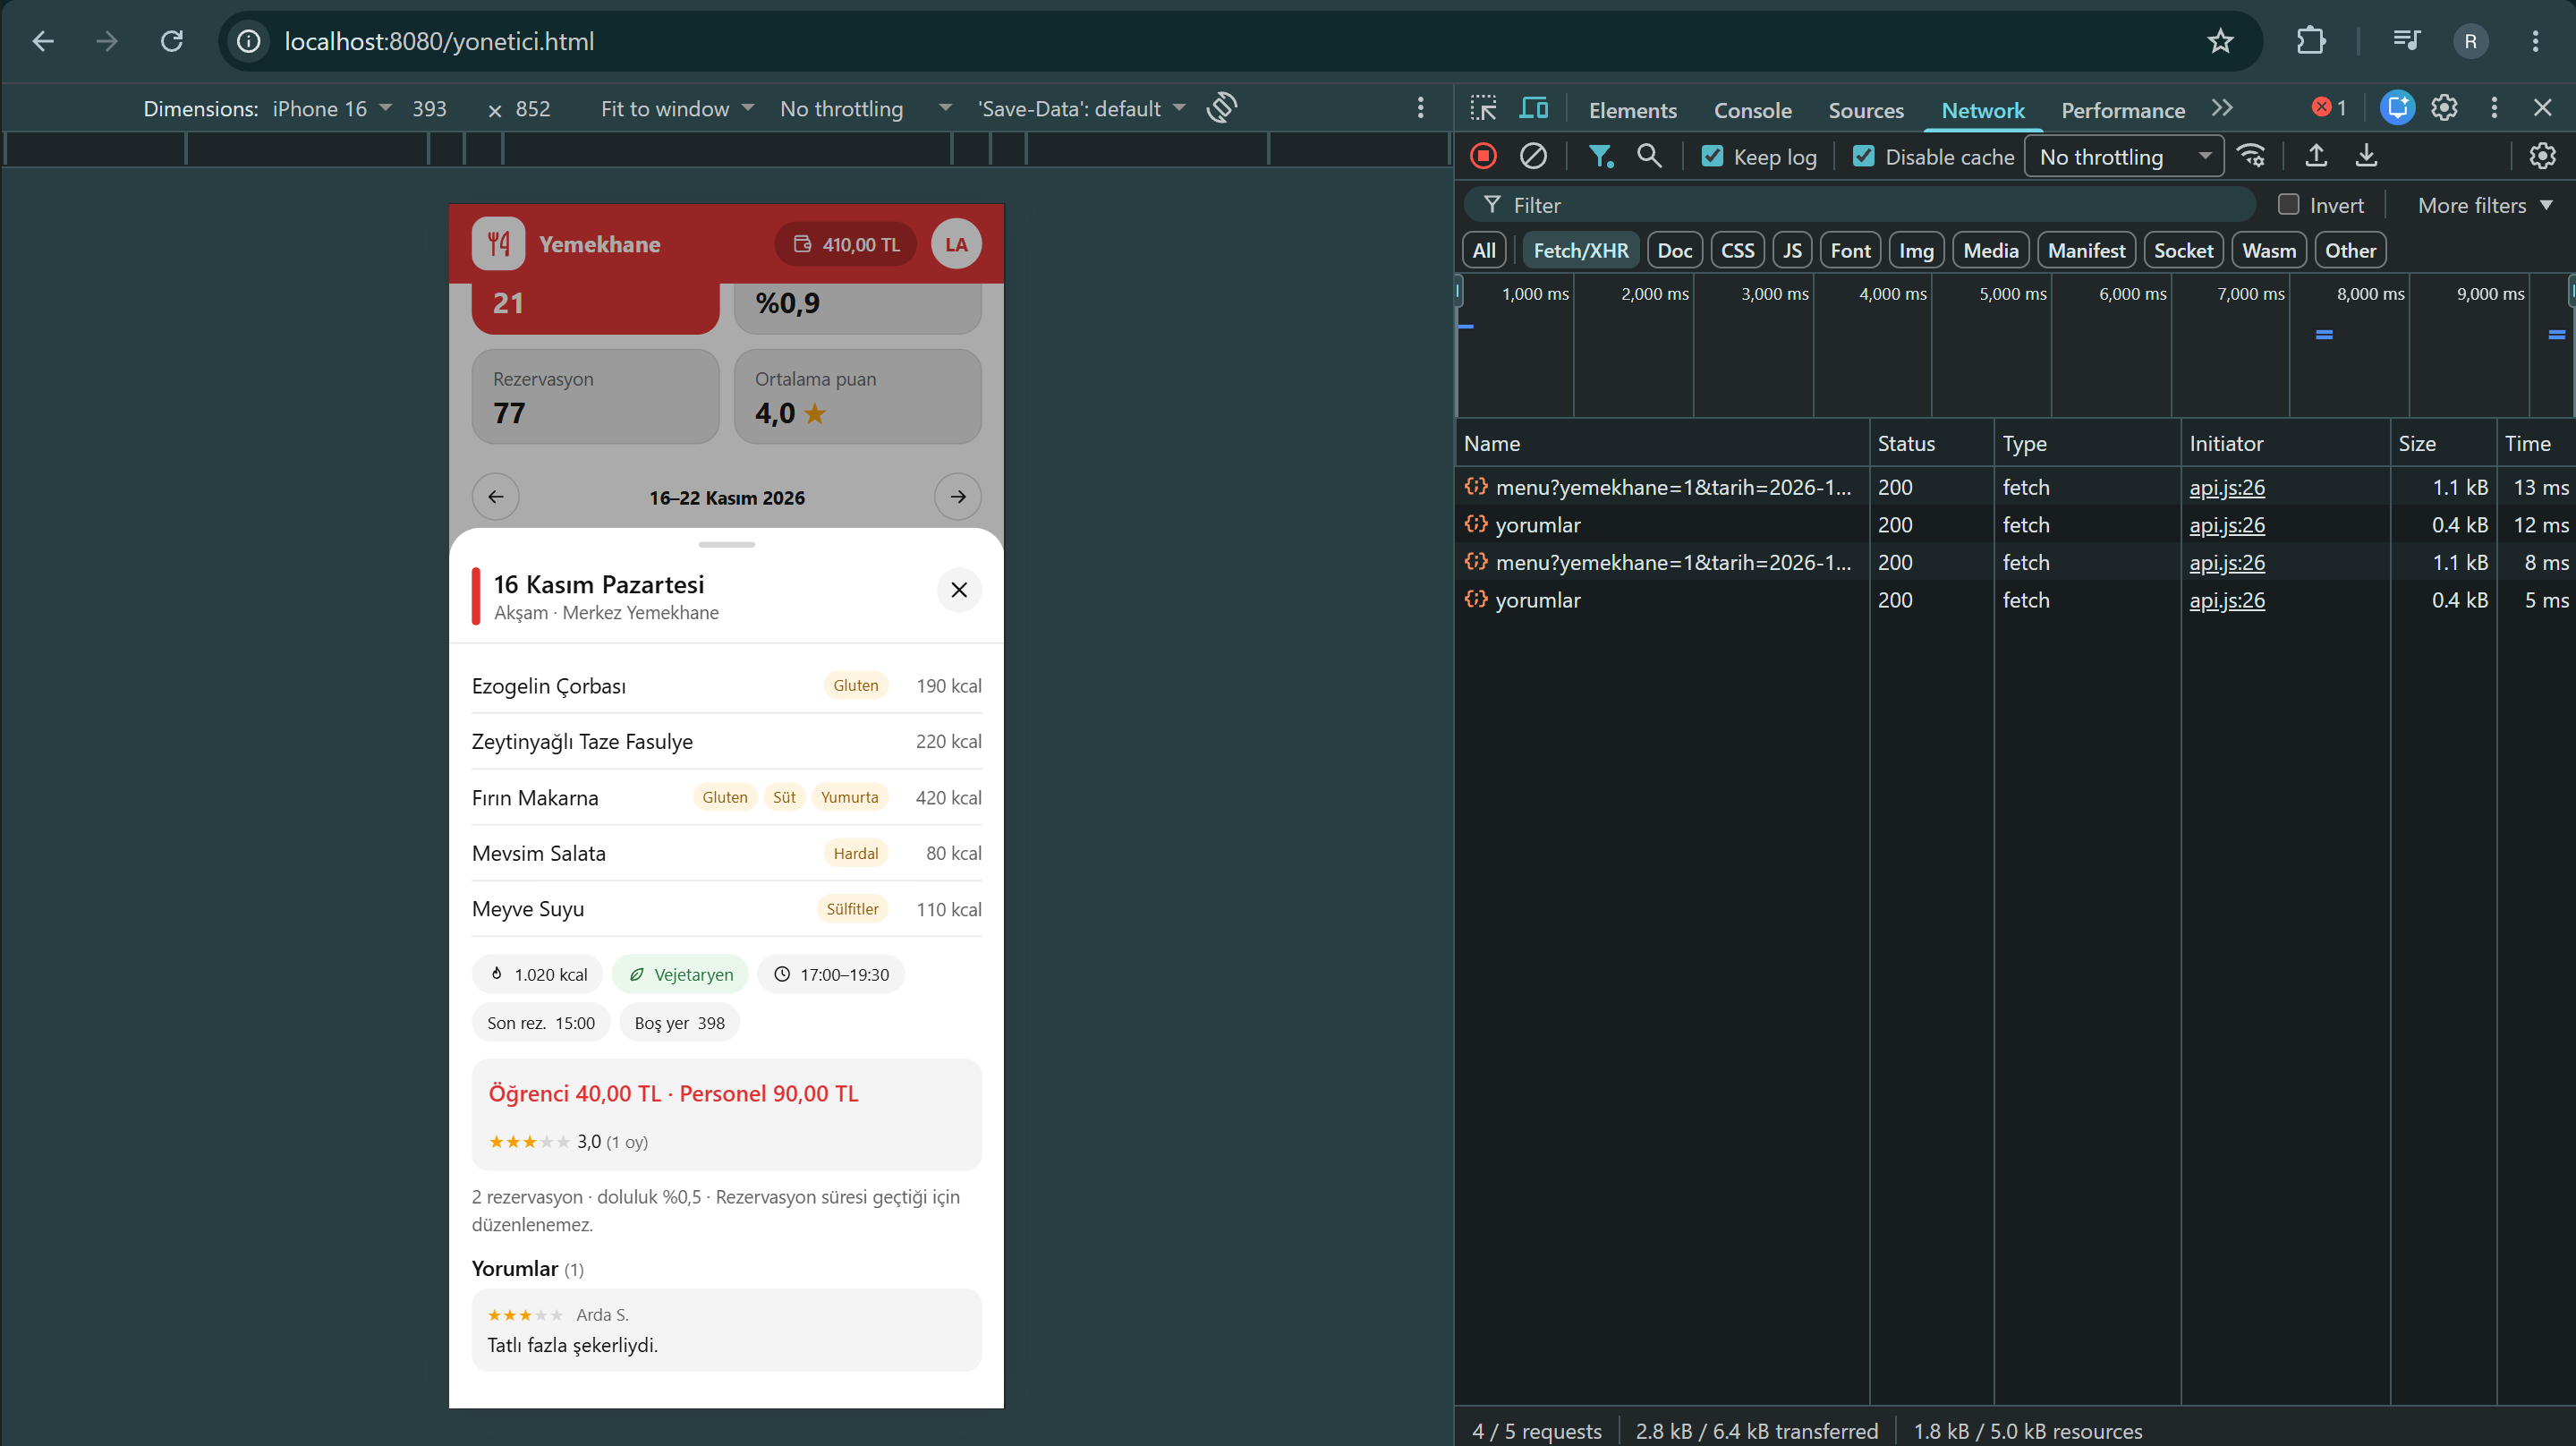 localhost:8080/yonetici.html
R
Dimensions: iPhone 16 393 × 852 Fit to window No throttling 'Save-Data': default
Elements Console Sources Network Performance 1
Keep log Disable cache No throttling
Filter Invert More filters
All Fetch/XHR Doc CSS JS Font Img Media Manifest Socket Wasm Other
1,000 ms 2,000 ms 3,000 ms 4,000 ms 5,000 ms 6,000 ms 7,000 ms 8,000 ms 9,000 ms
Name Status Type Initiator Size Time
menu?yemekhane=1&tarih=2026-1... 200 fetch api.js:26 1.1 kB 13 ms
yorumlar 200 fetch api.js:26 0.4 kB 12 ms
menu?yemekhane=1&tarih=2026-1... 200 fetch api.js:26 1.1 kB 8 ms
yorumlar 200 fetch api.js:26 0.4 kB 5 ms
4 / 5 requests 2.8 kB / 6.4 kB transferred 1.8 kB / 5.0 kB resources
Yemekhane 410,00 TL LA
21 %0,9
Rezervasyon Ortalama puan
77 4,0 ★
16–22 Kasım 2026
16 Kasım Pazartesi
Akşam · Merkez Yemekhane
Ezogelin Çorbası Gluten 190 kcal
Zeytinyağlı Taze Fasulye 220 kcal
Fırın Makarna Gluten Süt Yumurta 420 kcal
Mevsim Salata Hardal 80 kcal
Meyve Suyu Sülfitler 110 kcal
1.020 kcal Vejetaryen 17:00–19:30
Son rez. 15:00 Boş yer 398
Öğrenci 40,00 TL · Personel 90,00 TL
★★★★★ 3,0 (1 oy)
2 rezervasyon · doluluk %0,5 · Rezervasyon süresi geçtiği için
düzenlenemez.
Yorumlar (1)
★★★★★ Arda S.
Tatlı fazla şekerliydi.